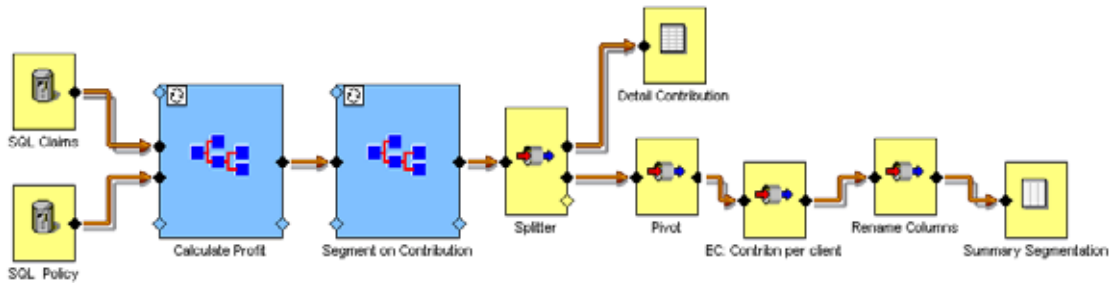 Detail Contribution
SQL Claims
Calculate Profit
Segment on Contribution
Splitter
Pivot
EC. Contribn per client
Rename Columns
Summary Segmentation
SQL Policy